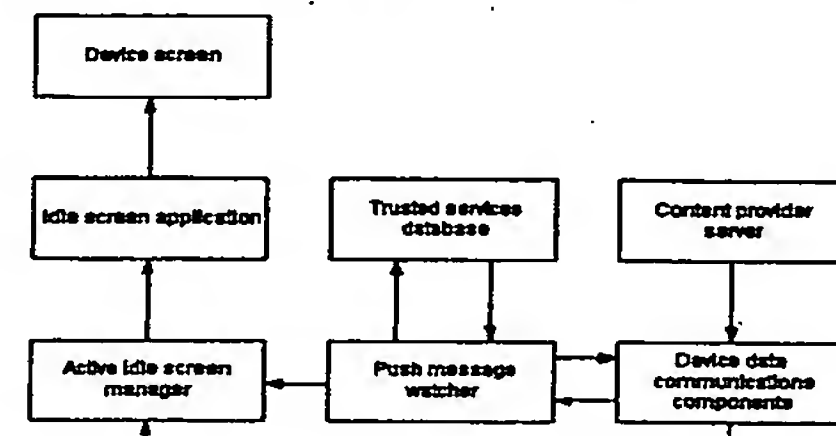 Device screen
Idle screen application
Trusted services
database
Content provider
server
Active idle screen
manager
Push message
watcher
Device data
communications
components